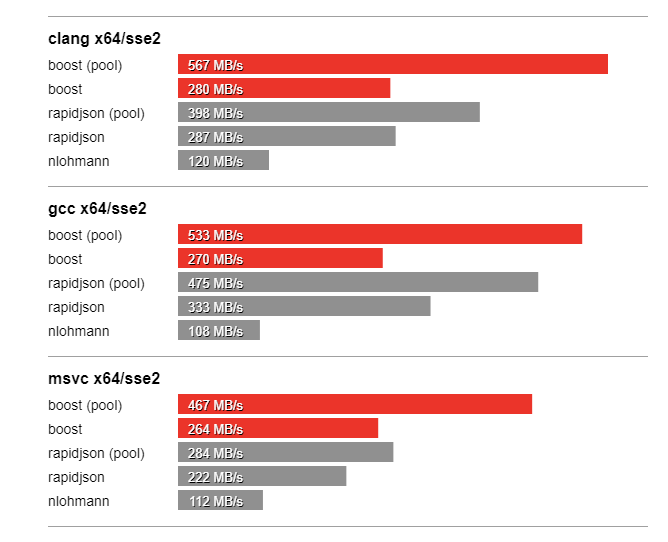 clang x64/sse2
boost (pool) 567 MB/s
boost 280 MB/s
rapidjson (pool) 398 MB/s
rapidjson 287 MB/s
nlohmann 120 MB/s
gcc x64/sse2
boost (pool) 533 MB/s
boost 270 MB/s
rapidjson (pool) 475 MB/s
rapidjson 333 MB/s
nlohmann 108 MB/s
msvc x64/sse2
boost (pool) 467 MB/s
boost 264 MB/s
rapidjson (pool) 284 MB/s
rapidjson 222 MB/s
nlohmann 112 MB/s